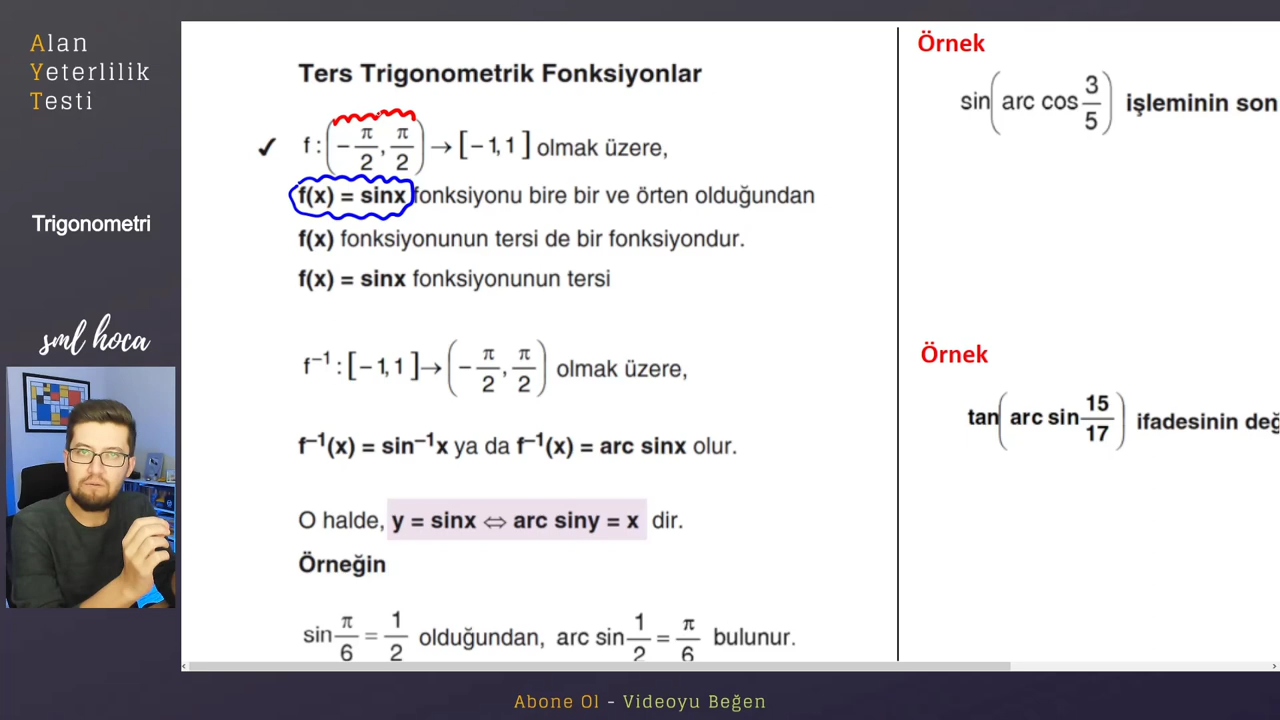 Alan
Yeterlilik
Testi
Trigonometri
sml hoca
Ters Trigonometrik Fonksiyonlar
✓ f : (−π/2, π/2) → [−1, 1] olmak üzere,
f(x) = sinx fonksiyonu bire bir ve örten olduğundan
f(x) fonksiyonunun tersi de bir fonksiyondur.
f(x) = sinx fonksiyonunun tersi
f⁻¹ : [−1, 1] → (−π/2, π/2) olmak üzere,
f⁻¹(x) = sin⁻¹x ya da f⁻¹(x) = arc sinx olur.
O halde, y = sinx ⇔ arc siny = x dir.
Örneğin
sin π/6 = 1/2 olduğundan, arc sin 1/2 = π/6 bulunur.
Örnek
sin(arc cos 3/5) işleminin son
Örnek
tan(arc sin 15/17) ifadesinin değ
Abone Ol - Videoyu Beğen